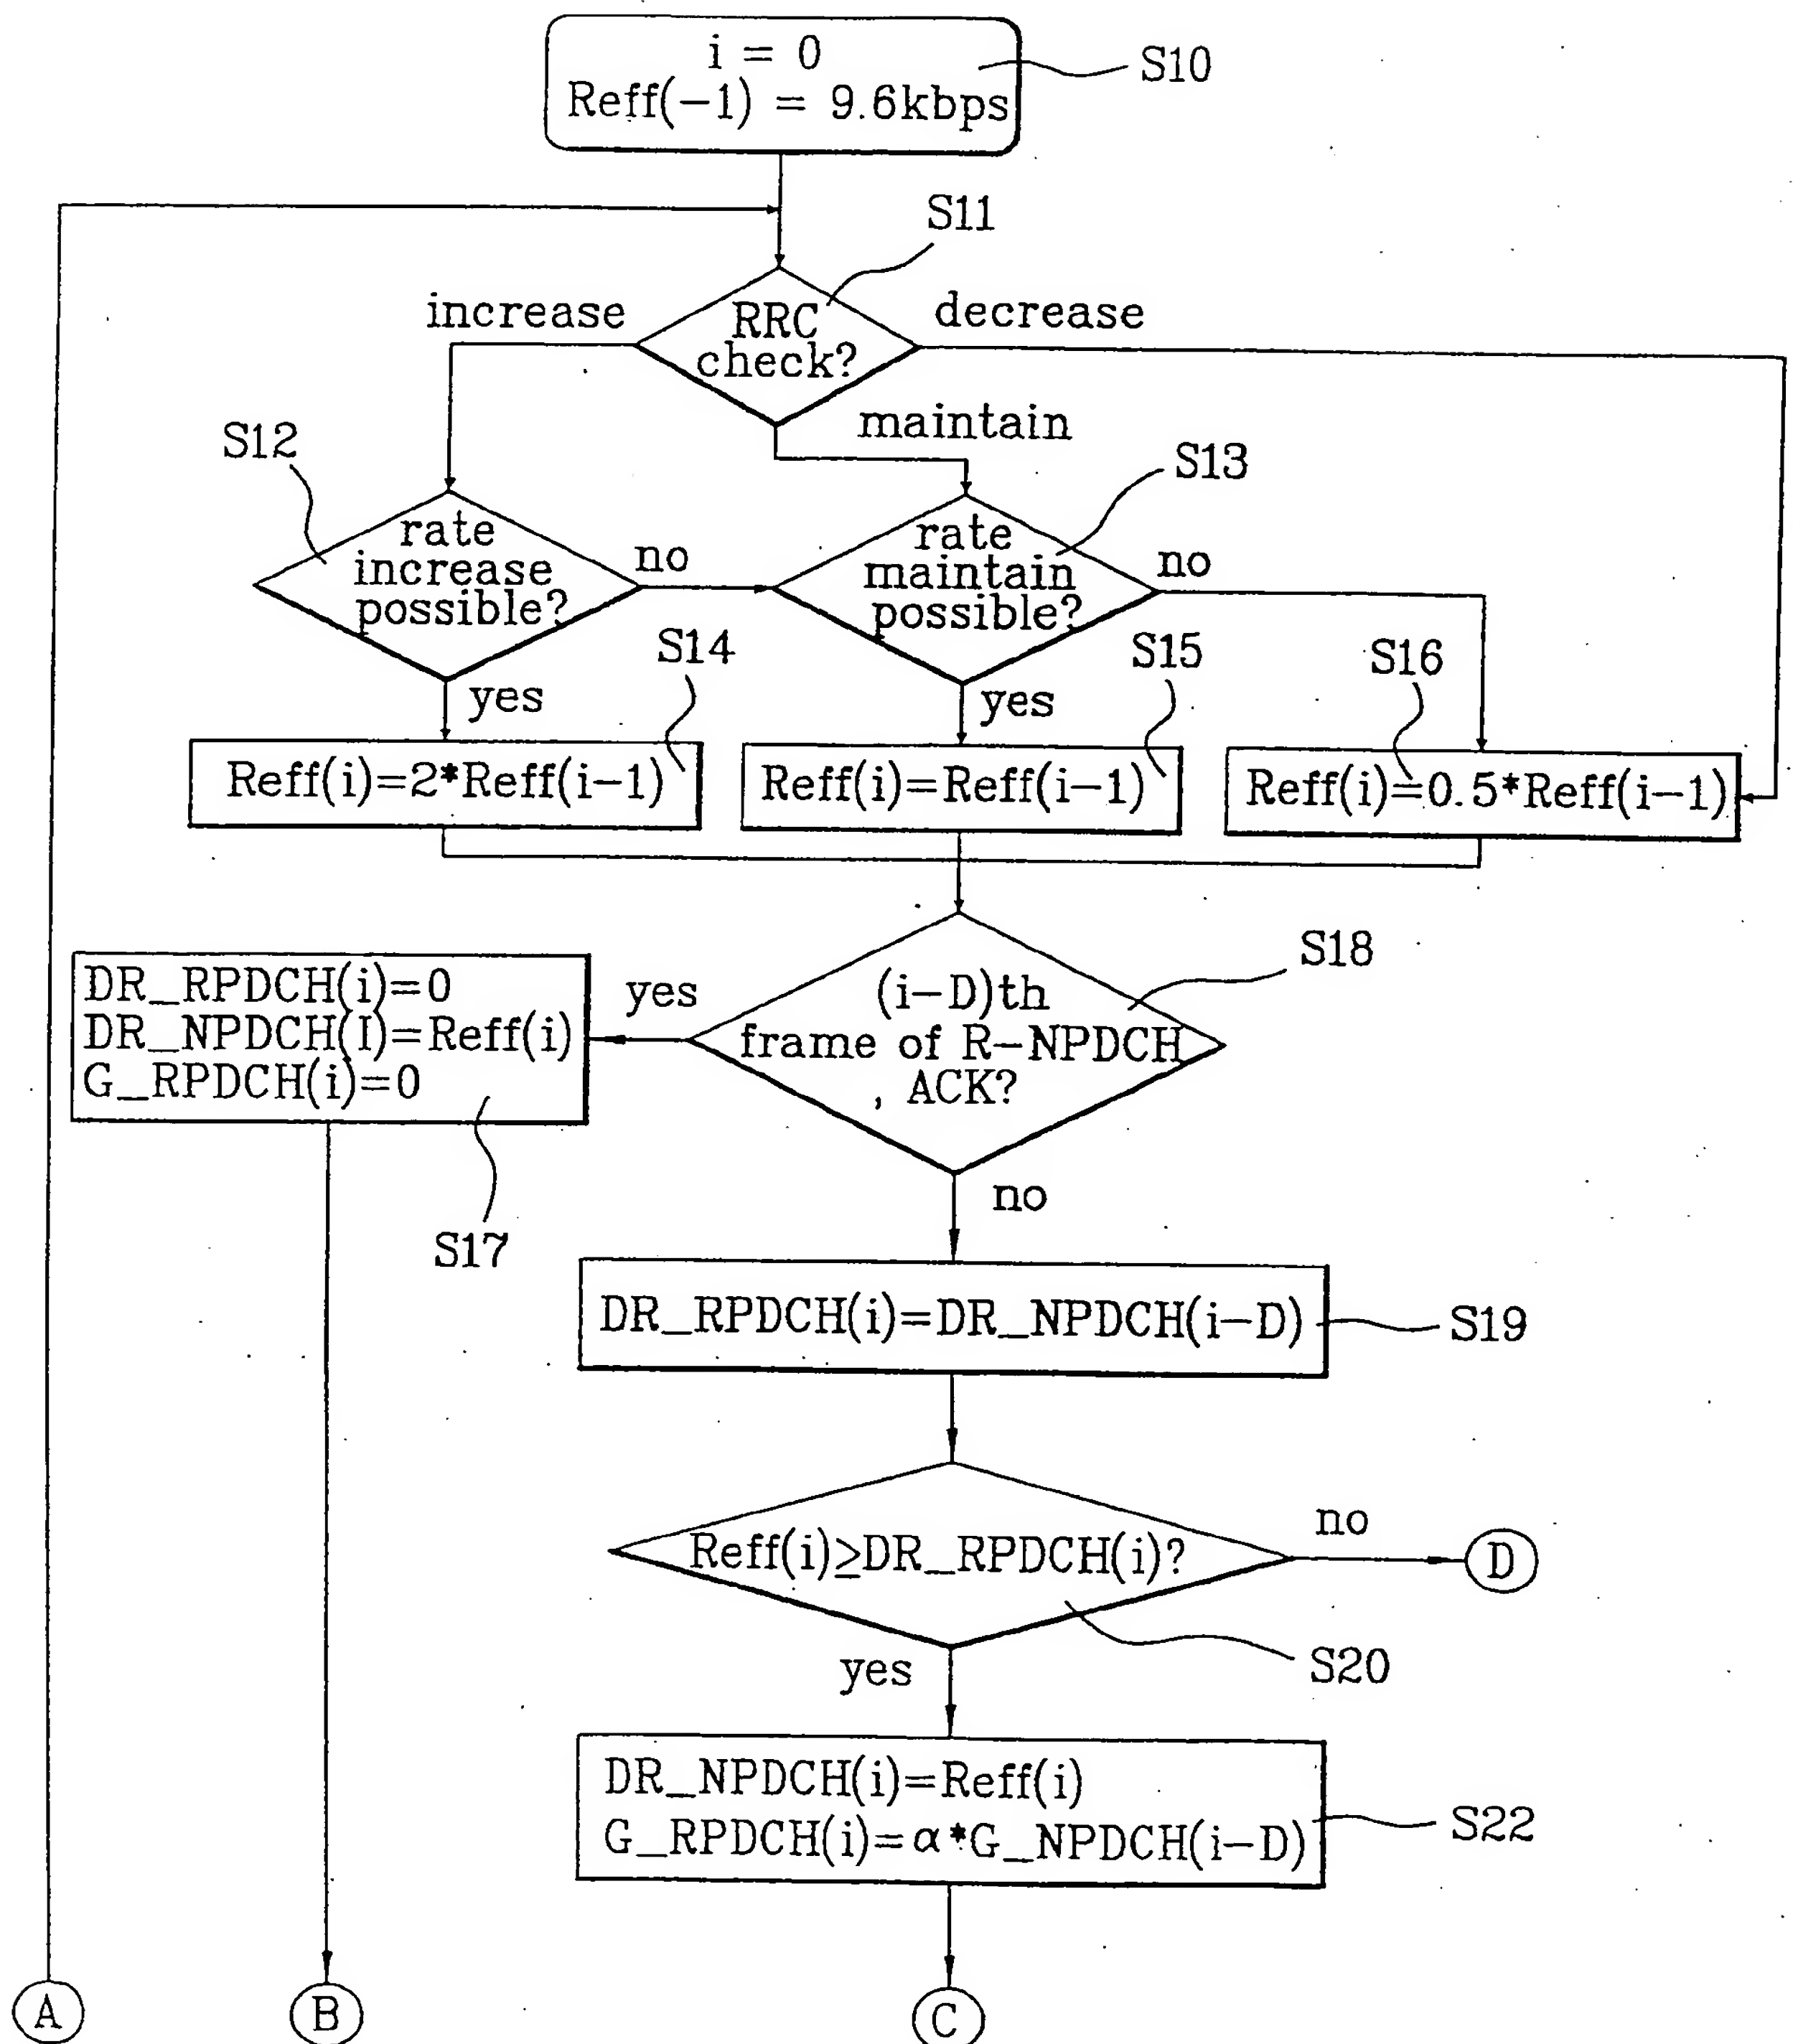 i = 0
Reff(-1) = 9.6kbps
S10
S11
increase
RRC
check?
decrease
maintain
S12
rate
increase
possible?
no
S13
rate
maintain
possible?
no
S14
yes
S15
yes
S16
Reff(i)=2*Reff(i-1)
Reff(i)=Reff(i-1)
Reff(i)=0.5*Reff(i-1)
S18
(i-D)th
frame of R-NPDCH
, ACK?
yes
DR_RPDCH(i)=0
DR_NPDCH(I)=Reff(i)
G_RPDCH(i)=0
S17
no
DR_RPDCH(i)=DR_NPDCH(i-D)
S19
Reff(i)≥DR_RPDCH(i)?
no
D
S20
yes
DR_NPDCH(i)=Reff(i)
G_RPDCH(i)=α*G_NPDCH(i-D)
S22
A
B
C